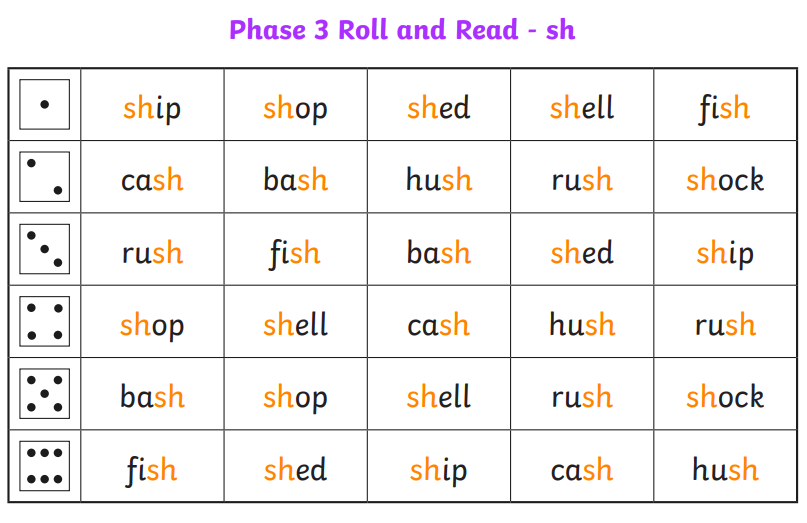 Phase 3 Roll and Read - sh
ship shop shed shell fish
cash bash hush rush shock
rush fish bash shed ship
shop shell cash hush rush
bash shop shell rush shock
fish shed ship cash hush